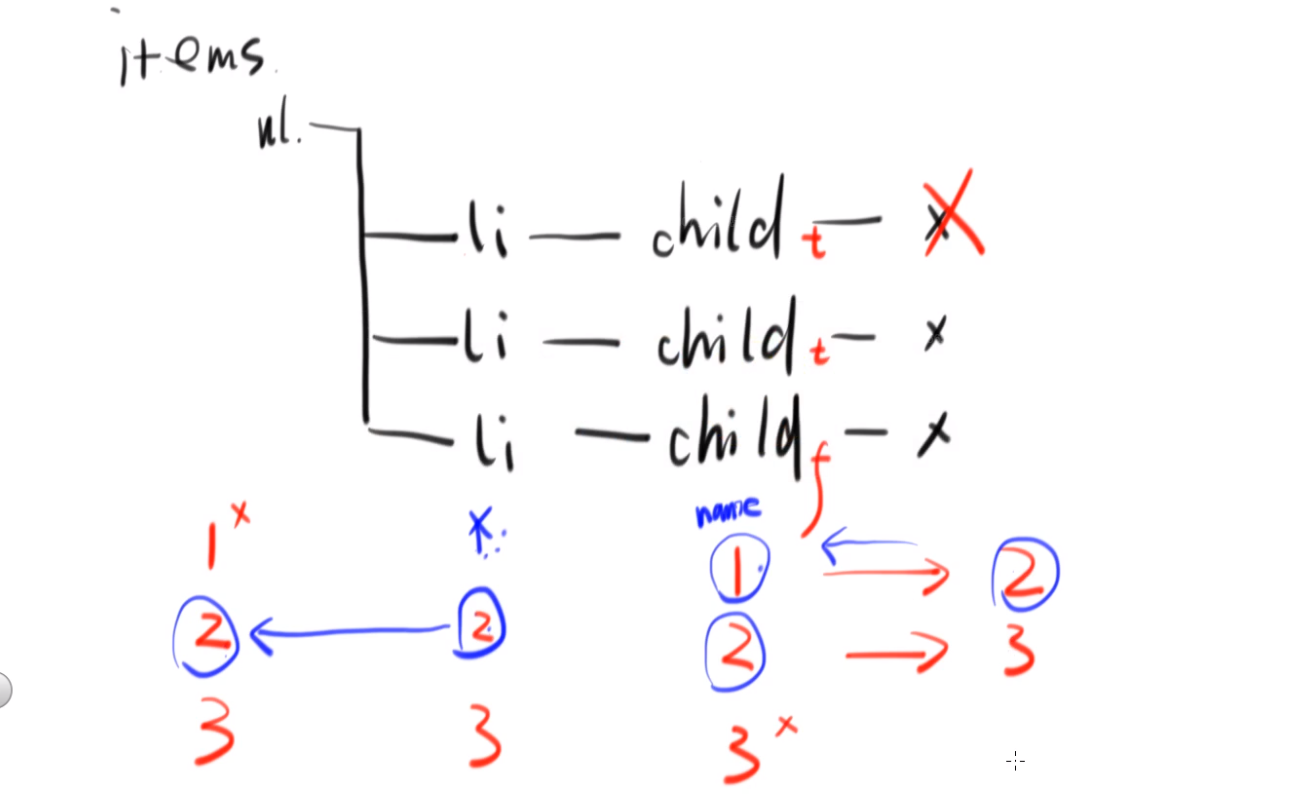 items
ul.
li child t x
li child t x
li child f x
1 x x name
1 2
2 2 2 3
3 3 3 x